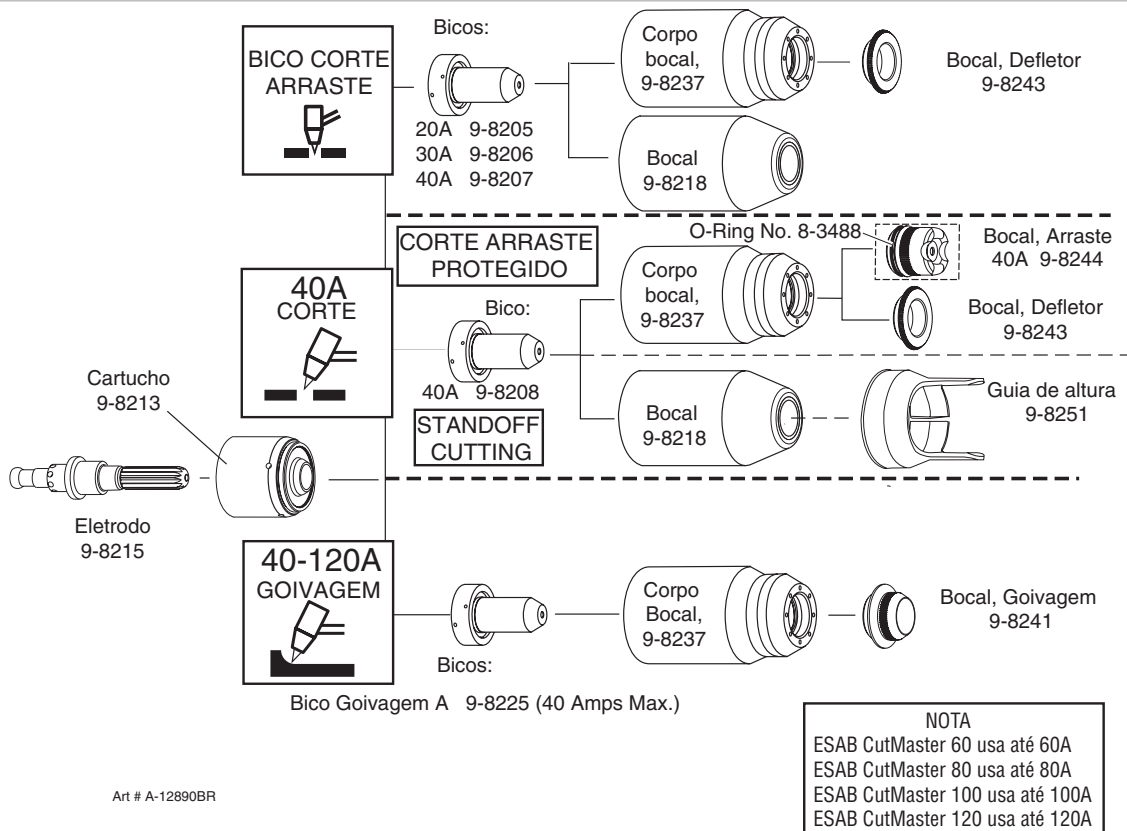 BICO CORTE
ARRASTE
Bicos:
20A 9-8205
30A 9-8206
40A 9-8207
Corpo
bocal,
9-8237
Bocal, Defletor
9-8243
Bocal
9-8218
CORTE ARRASTE
PROTEGIDO
O-Ring No. 8-3488
Bocal, Arraste
40A 9-8244
40A
CORTE
Bico:
40A 9-8208
Corpo
bocal,
9-8237
Bocal, Defletor
9-8243
STANDOFF
CUTTING
Bocal
9-8218
Guia de altura
9-8251
Cartucho
9-8213
Eletrodo
9-8215
40-120A
GOIVAGEM
Bicos:
Bico Goivagem A 9-8225 (40 Amps Max.)
Corpo
Bocal,
9-8237
Bocal, Goivagem
9-8241
NOTA
ESAB CutMaster 60 usa até 60A
ESAB CutMaster 80 usa até 80A
ESAB CutMaster 100 usa até 100A
ESAB CutMaster 120 usa até 120A
Art # A-12890BR